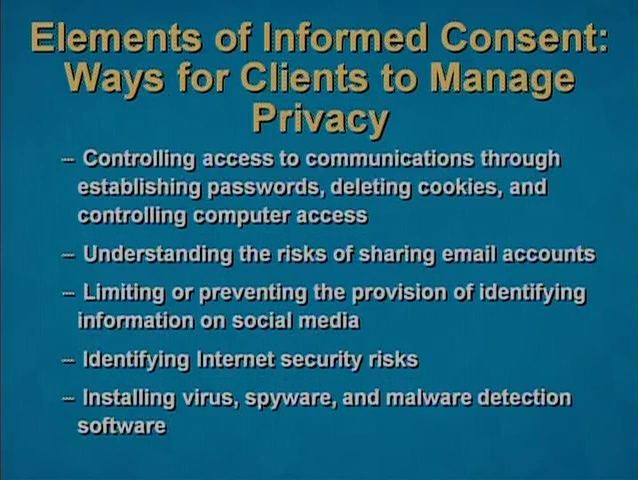 Elements of Informed Consent:
Ways for Clients to Manage
Privacy
– Controlling access to communications through
establishing passwords, deleting cookies, and
controlling computer access
– Understanding the risks of sharing email accounts
– Limiting or preventing the provision of identifying
information on social media
– Identifying Internet security risks
– Installing virus, spyware, and malware detection
software